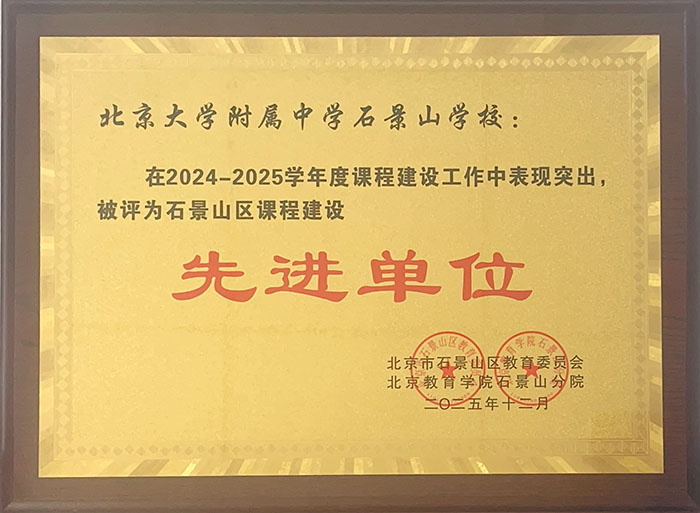 北京大学附属中学石景山学校：
在2024-2025学年度课程建设工作中表现突出，
被评为石景山区课程建设
先进单位
北京市石景山区教育委员会
北京教育学院石景山分院
二〇二五年十二月